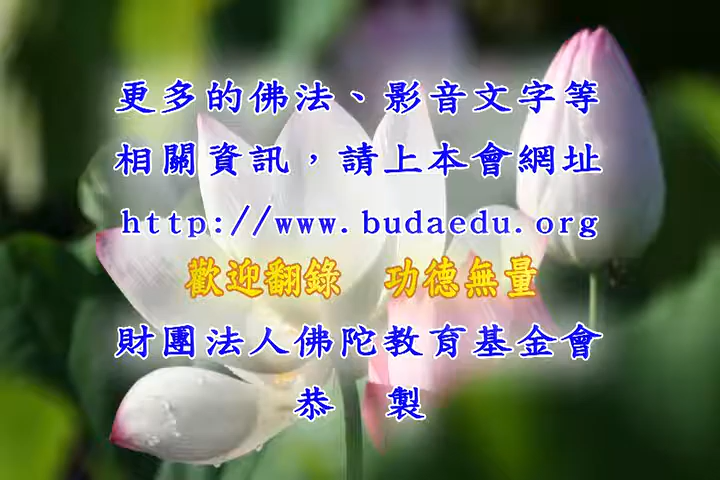 更多的佛法、影音文字等
相關資訊，請上本會網址
http://www.budaedu.org
歡迎翻錄　功德無量
財團法人佛陀教育基金會
恭　製